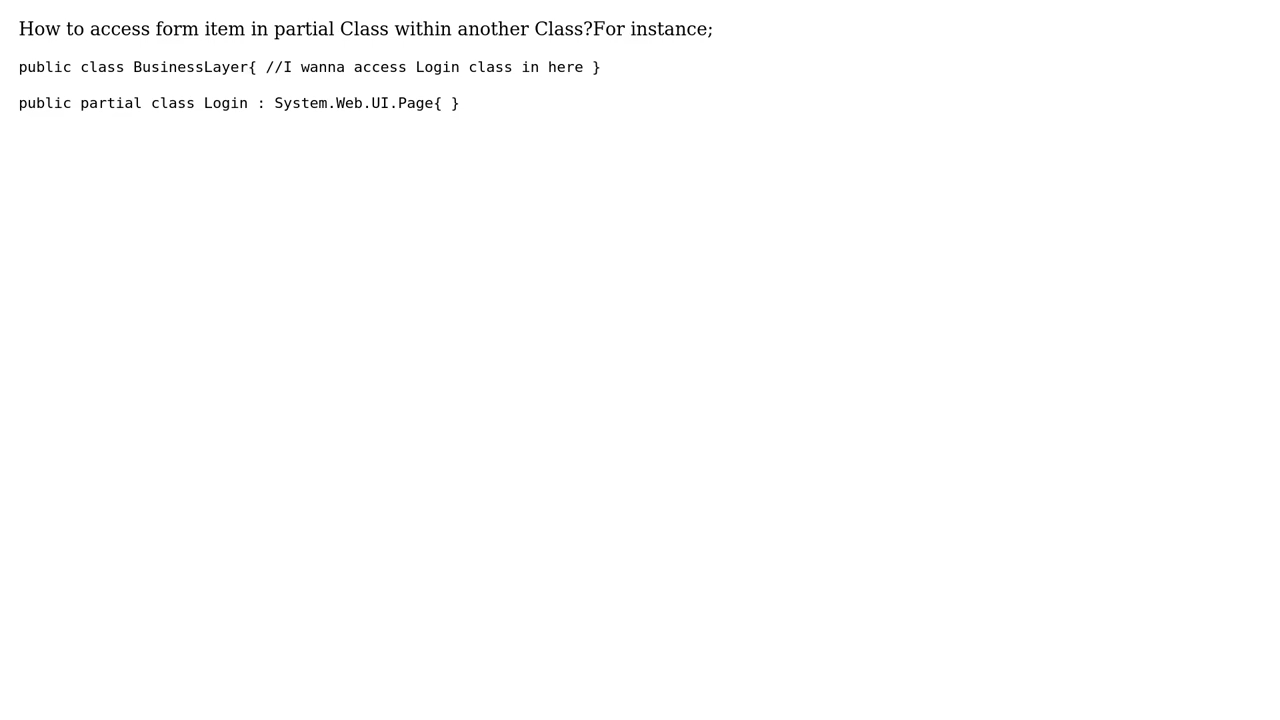 How to access form item in partial Class within another Class?For instance;
public class BusinessLayer{ //I wanna access Login class in here }
public partial class Login : System.Web.UI.Page{ }